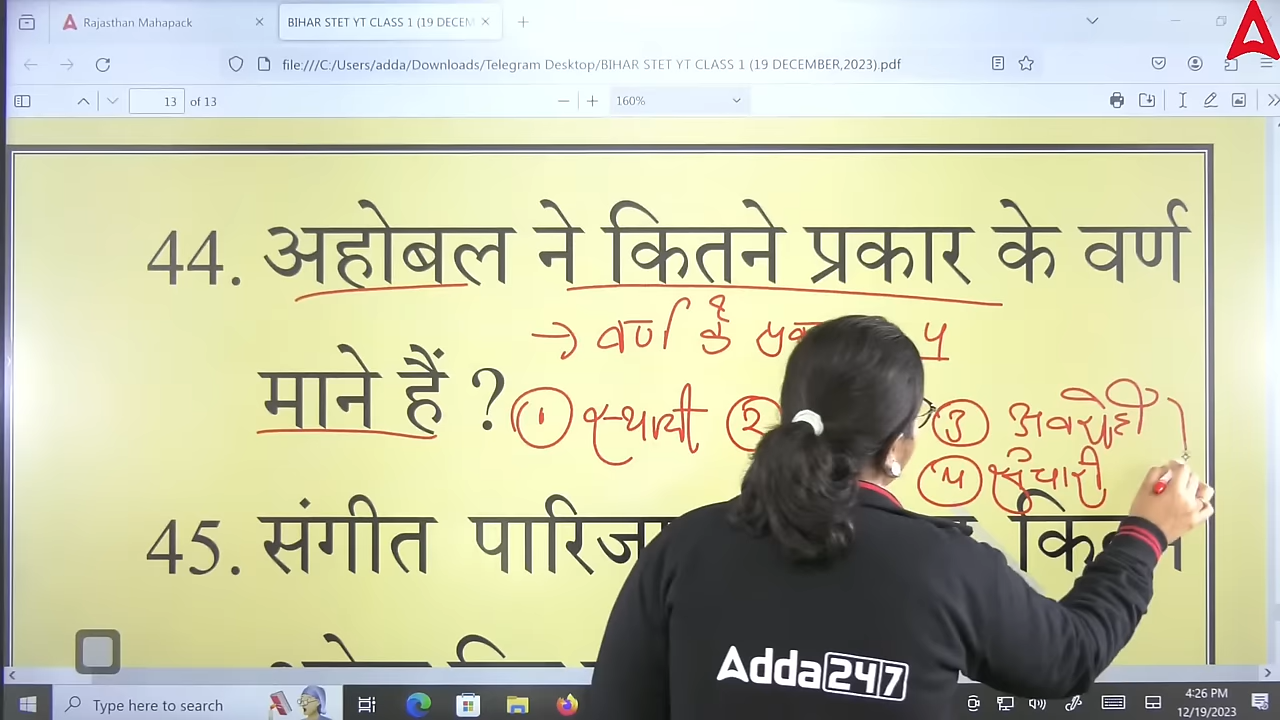 Rajasthan Mahapack
BIHAR STET YT CLASS 1 (19 DECEM
file:///C:/Users/adda/Downloads/Telegram Desktop/BIHAR STET YT CLASS 1 (19 DECEMBER,2023).pdf
13 of 13
160%
44. अहोबल ने कितने प्रकार के वर्ण
→ वर्ण के
माने हैं ? ① स्थायी ② ③ अवरोही
④ संचारी
45. संगीत
Adda247
Type here to search
4:26 PM
12/19/2023